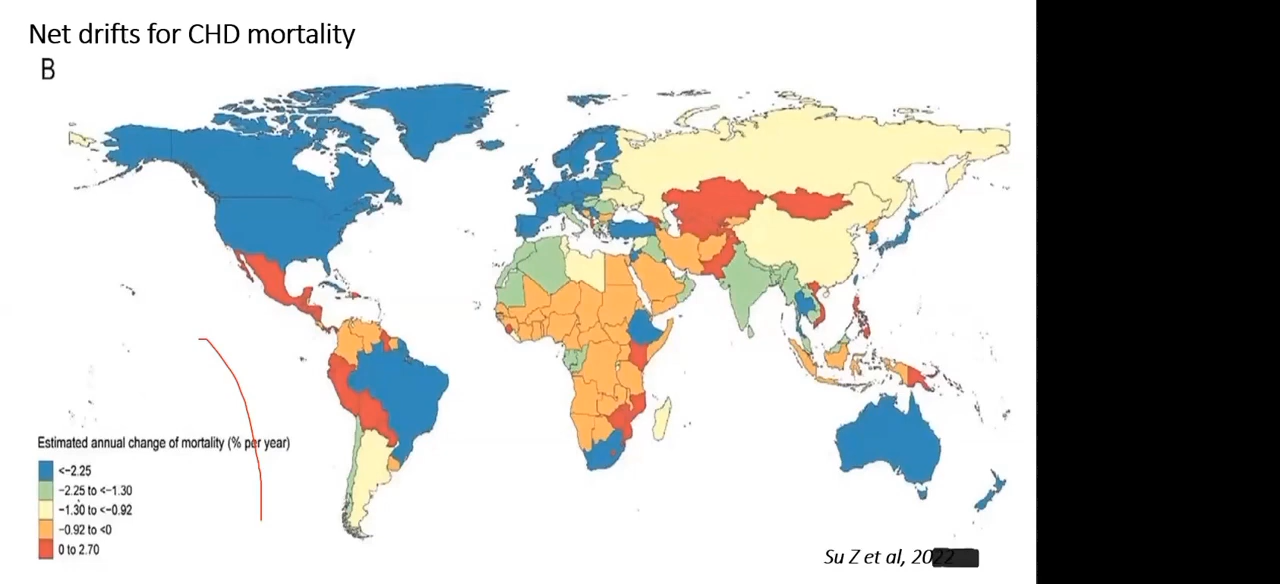 Net drifts for CHD mortality
B
Estimated annual change of mortality (% per year)
<-2.25
-2.25 to <-1.30
-1.30 to <-0.92
-0.92 to <0
0 to 2.70
Su Z et al, 2022